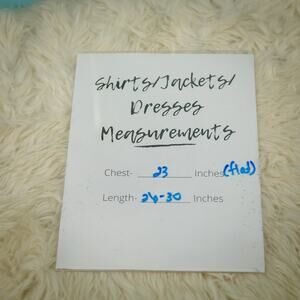 Shirts/Jackets/
Dresses
Measurements
Chest- 23 Inches (flat)
Length- 26-30 Inches